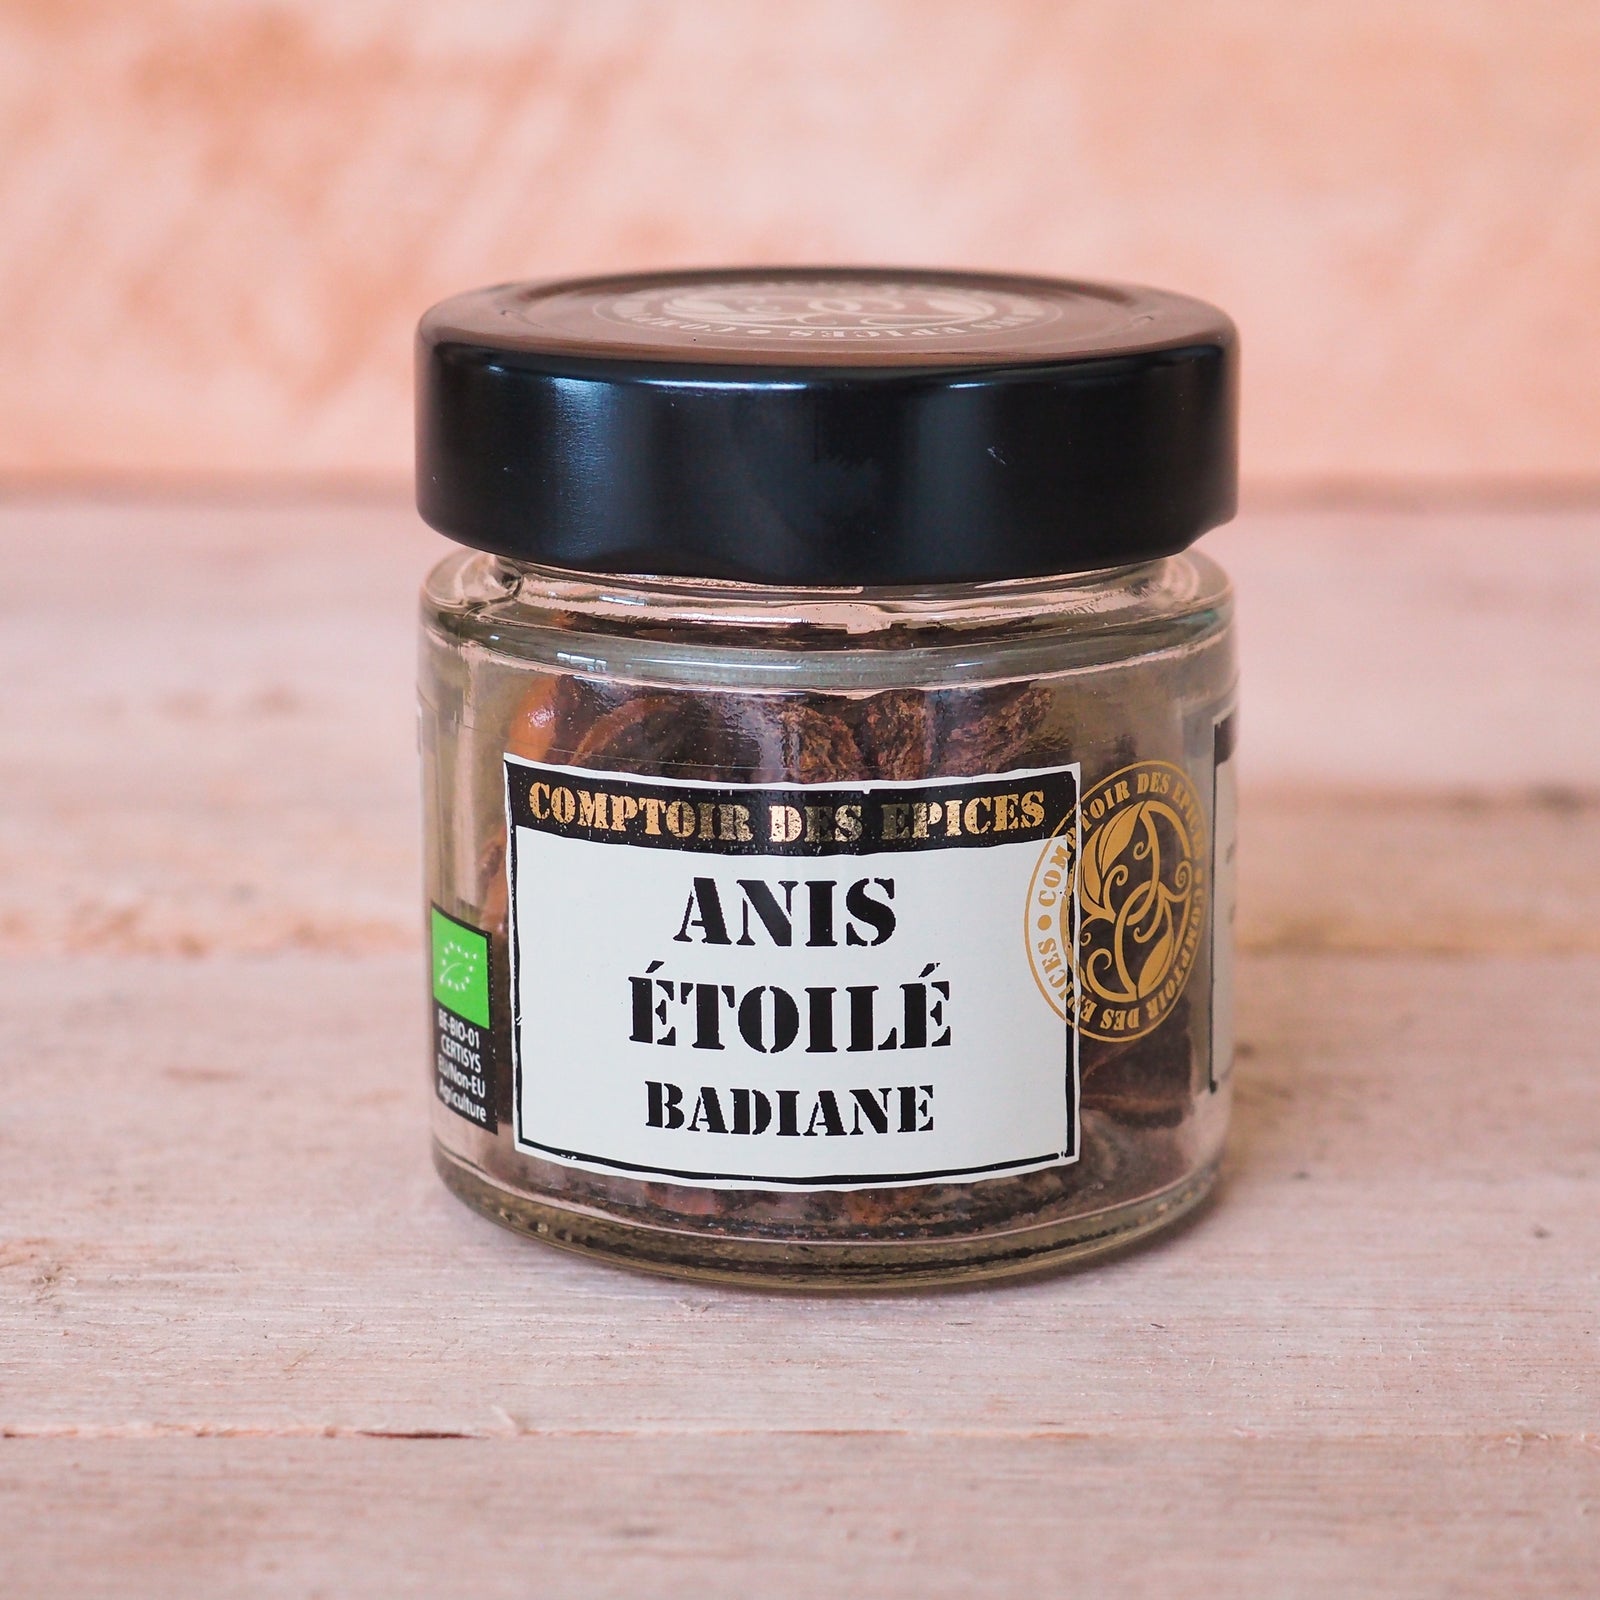 COMPTOIR DES EPICES
ANIS
ÉTOILÉ
BADIANE
COMPTOIR DES EPICES • COMPTOIR DES EPICES •
BE-BIO-01
CERTISYS
EU/Non-EU
Agriculture